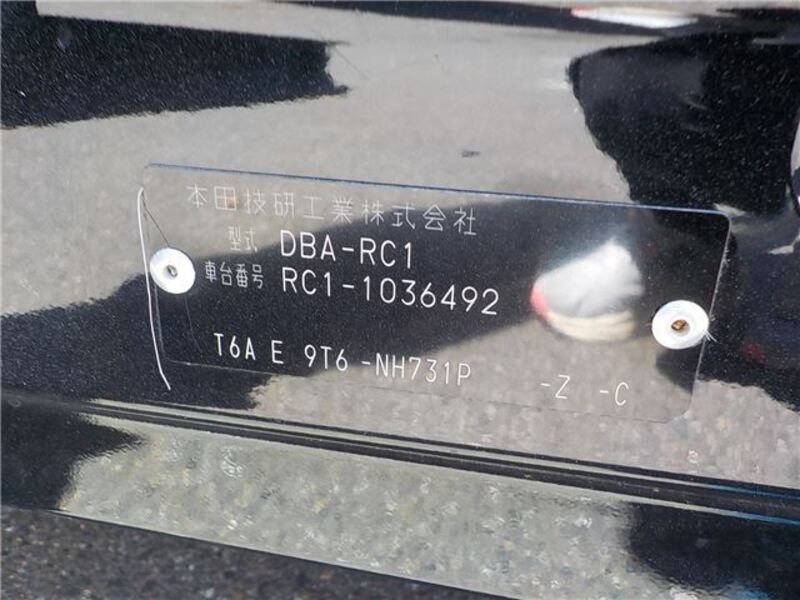 本田技研工業株式会社
型式 DBA-RC1
車台番号 RC1-1036492
T6A E 9T6 -NH731P -Z -C